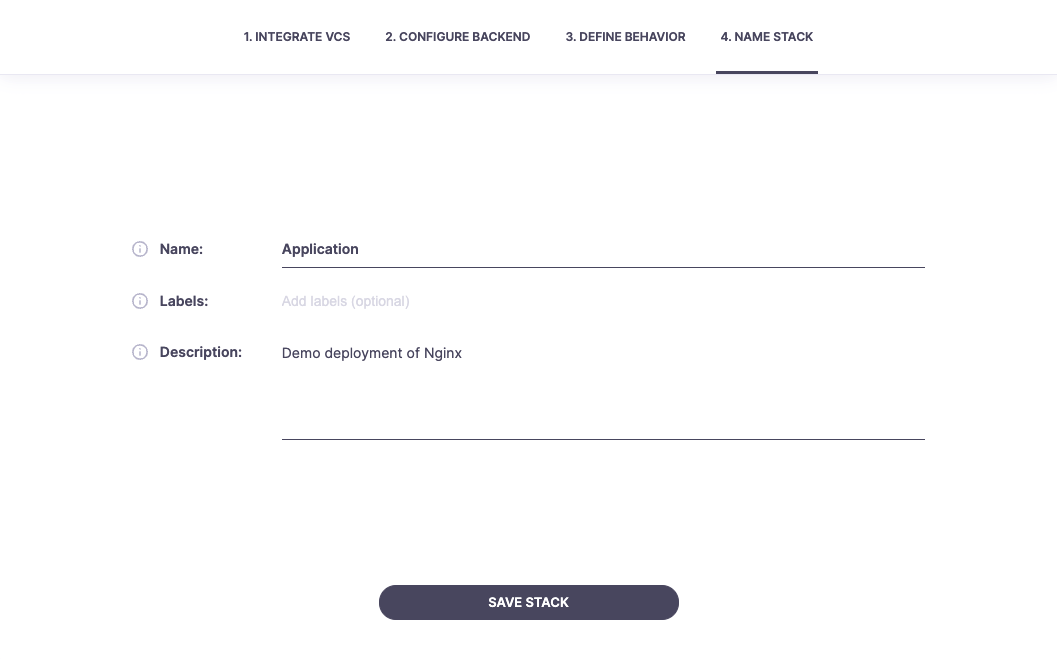 1. INTEGRATE VCS 2. CONFIGURE BACKEND 3. DEFINE BEHAVIOR 4. NAME STACK
Name: Application
Labels: Add labels (optional)
Description: Demo deployment of Nginx
SAVE STACK